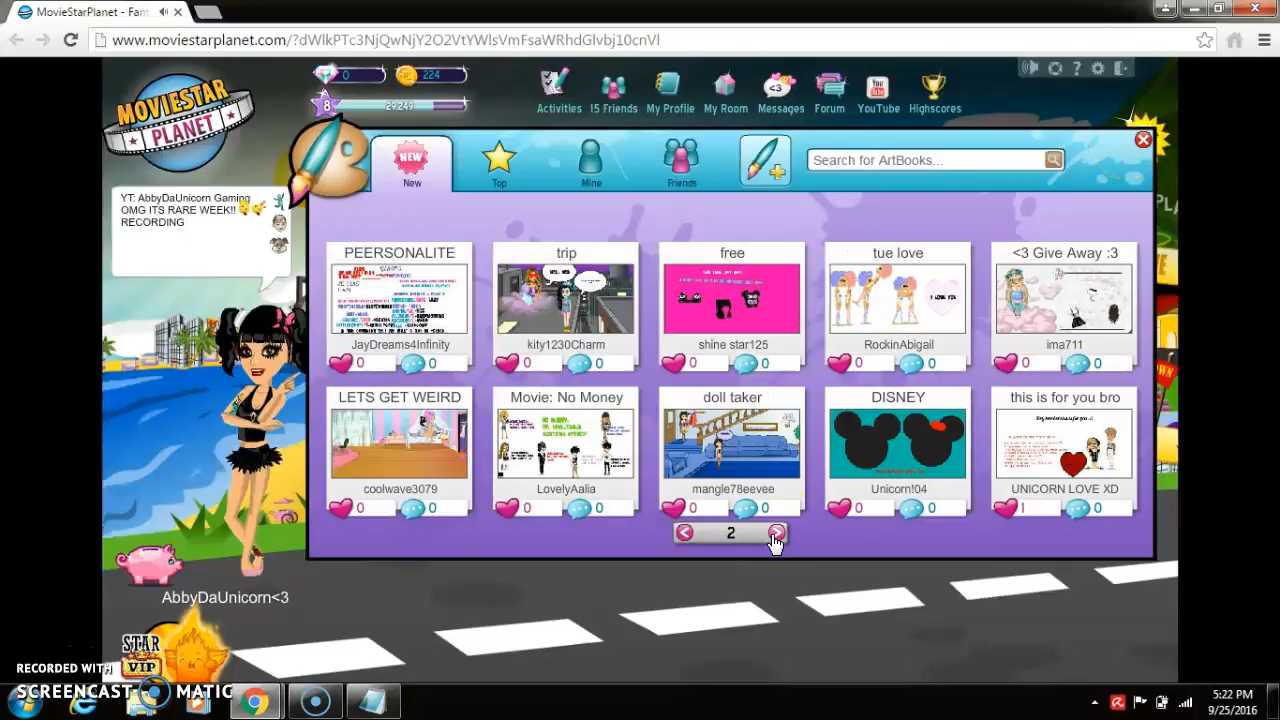 MovieStarPlanet - Fam
www.moviestarplanet.com/?dWlkPTc3NjQwNjY2O2VtYWlsVmFsaWRhdGlvbj10cnVl
MOVIESTAR
PLANET
0
224
8
29249
Activities
15 Friends
My Profile
My Room
<3
Messages
Forum
You
Tube
YouTube
Highscores
NEW
New
Top
Mine
Friends
Search for ArtBooks...
YT: AbbyDaUnicorn Gaming
OMG ITS RARE WEEK!!
RECORDING
PEERSONALITE
trip
free
tue love
<3 Give Away :3
JayDreams4Infinity
kity1230Charm
shine star125
RockinAbigail
ima711
0 0
0 0
0 0
0 0
0 0
LETS GET WEIRD
Movie: No Money
doll taker
DISNEY
this is for you bro
coolwave3079
LovelyAalia
mangle78eevee
Unicorn!04
UNICORN LOVE XD
0 0
0 0
0 0
0 0
1 0
2
AbbyDaUnicorn<3
STAR
VIP
RECORDED WITH
SCREENCAST MATIC
5:22 PM
9/25/2016